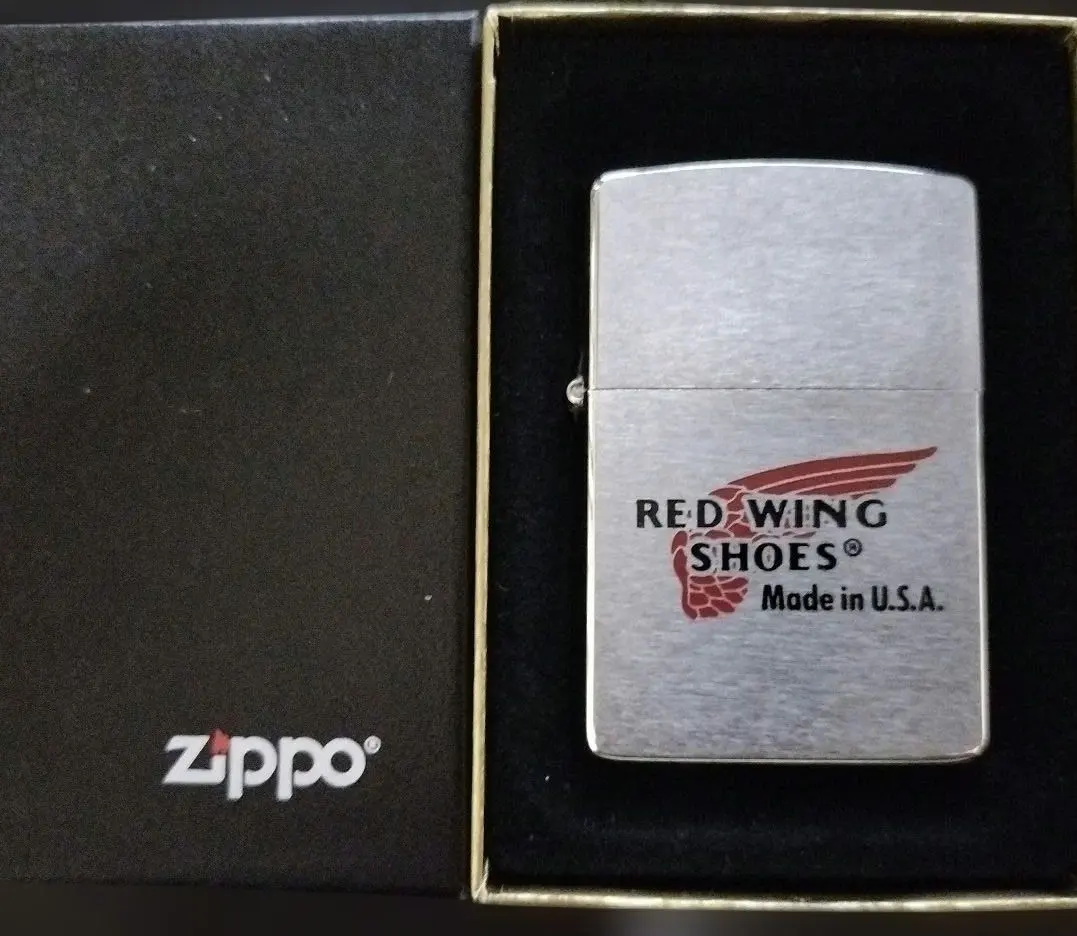 Zippo®
RED WING
SHOES®
Made in U.S.A.